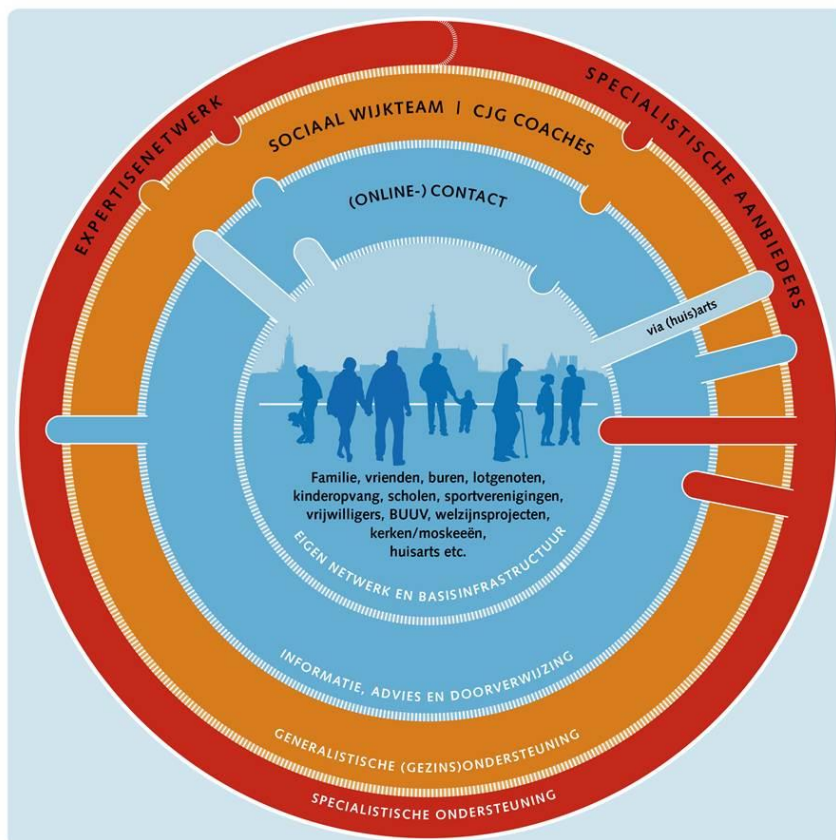 EXPERTISENETWERK
SPECIALISTISCHE AANBIEDERS
SOCIAAL WIJKTEAM | CJG COACHES
(ONLINE-) CONTACT
via (huis)arts
Familie, vrienden, buren, lotgenoten,
kinderopvang, scholen, sportverenigingen,
vrijwilligers, BUUV, welzijnsprojecten,
kerken/moskeeën,
huisarts etc.
EIGEN NETWERK EN BASISINFRASTRUCTUUR
INFORMATIE, ADVIES EN DOORVERWIJZING
GENERALISTISCHE (GEZINS)ONDERSTEUNING
SPECIALISTISCHE ONDERSTEUNING